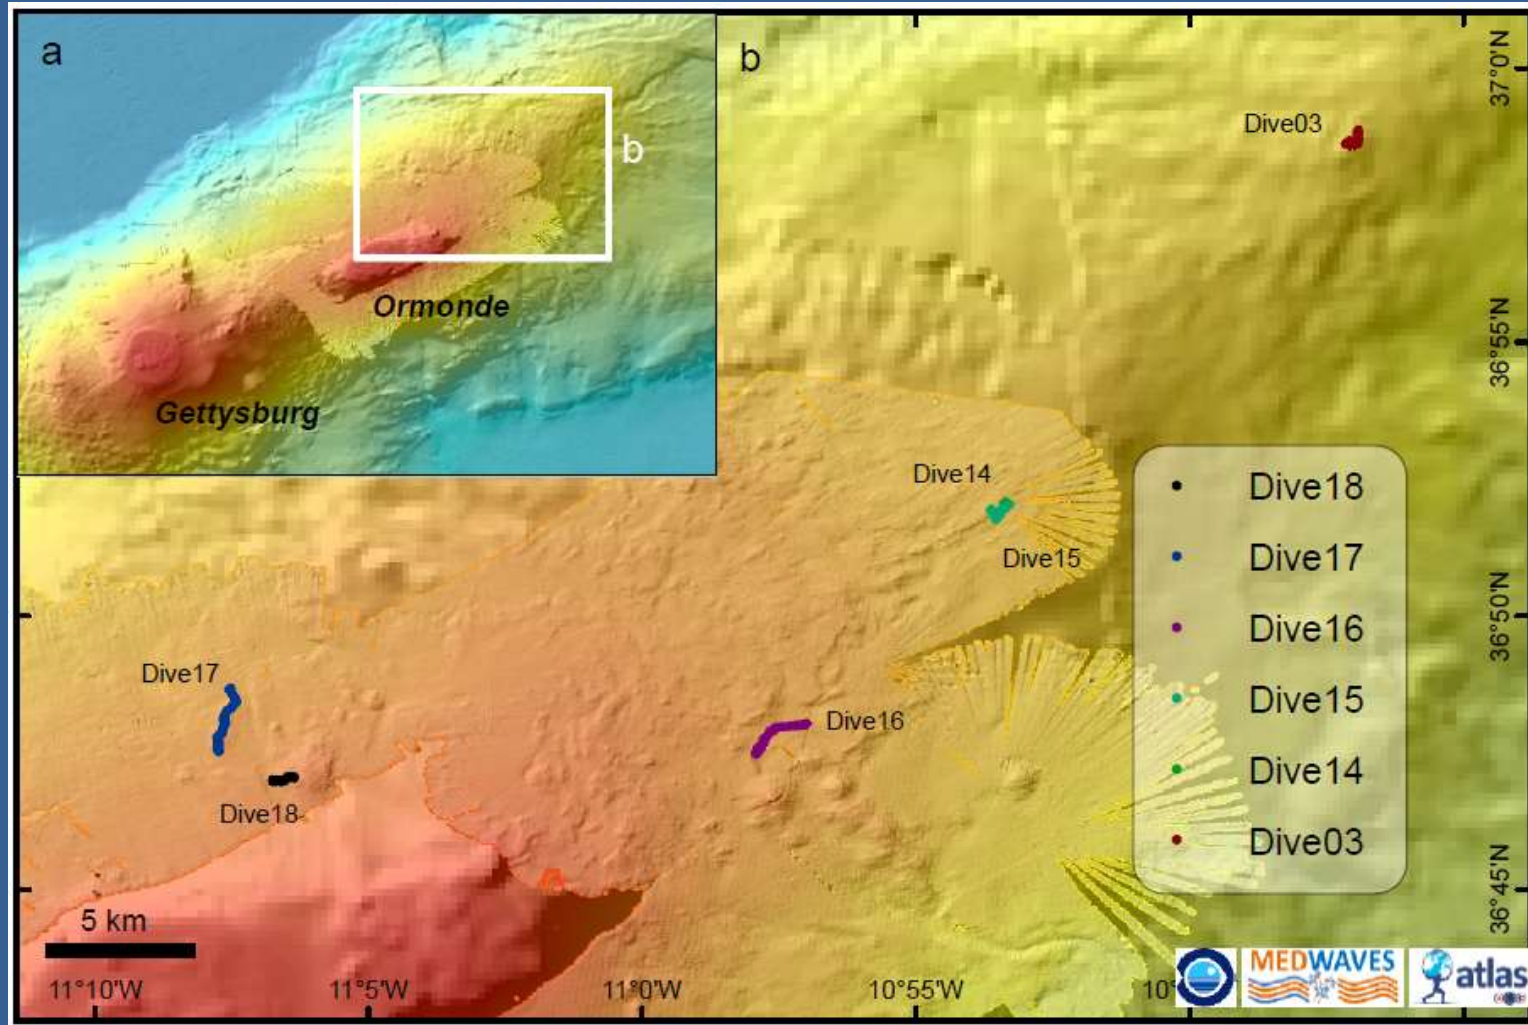 a
b
b
Ormonde
Gettysburg
Dive03
37°0'N
36°55'N
36°50'N
36°45'N
Dive14
Dive15
Dive17
Dive16
Dive18
Dive18
Dive17
Dive16
Dive15
Dive14
Dive03
5 km
11°10'W
11°5'W
11°0'W
10°55'W
10°
MEDWAVES
atlas